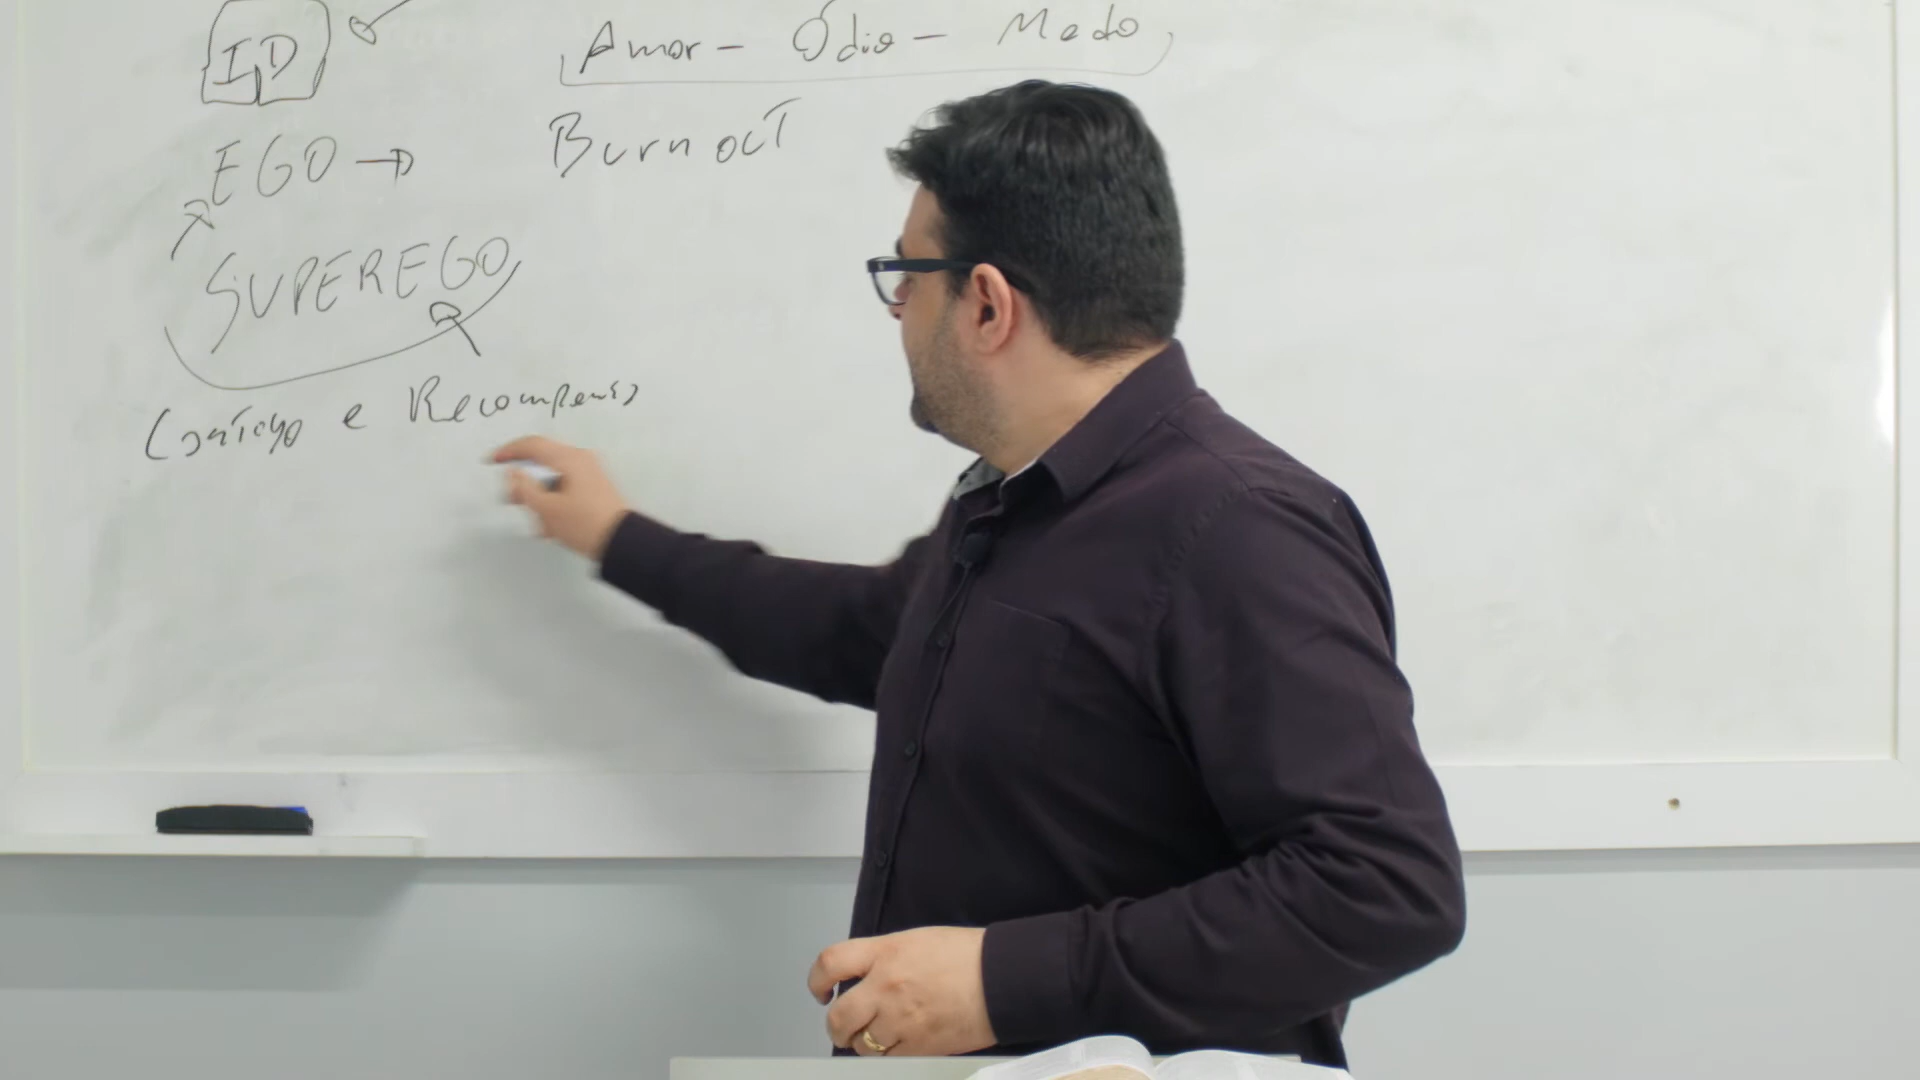 ID
Amor - Ódio - Medo
EGO →
Burnout
SUPEREGO
Castigo e Recompensa